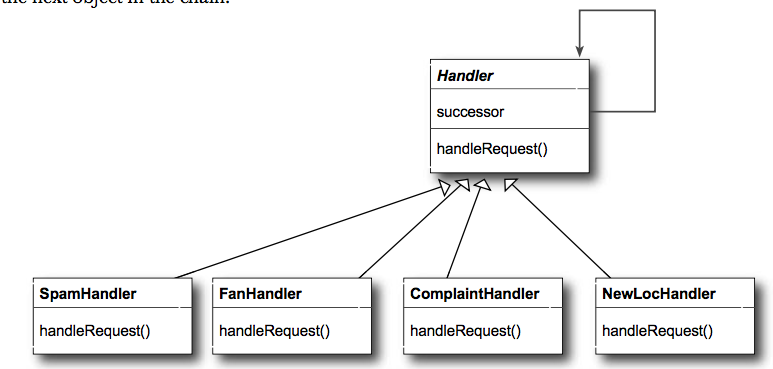 the next object in the chain.
Handler
successor
handleRequest()
SpamHandler
FanHandler
ComplaintHandler
NewLocHandler
handleRequest()
handleRequest()
handleRequest()
handleRequest()